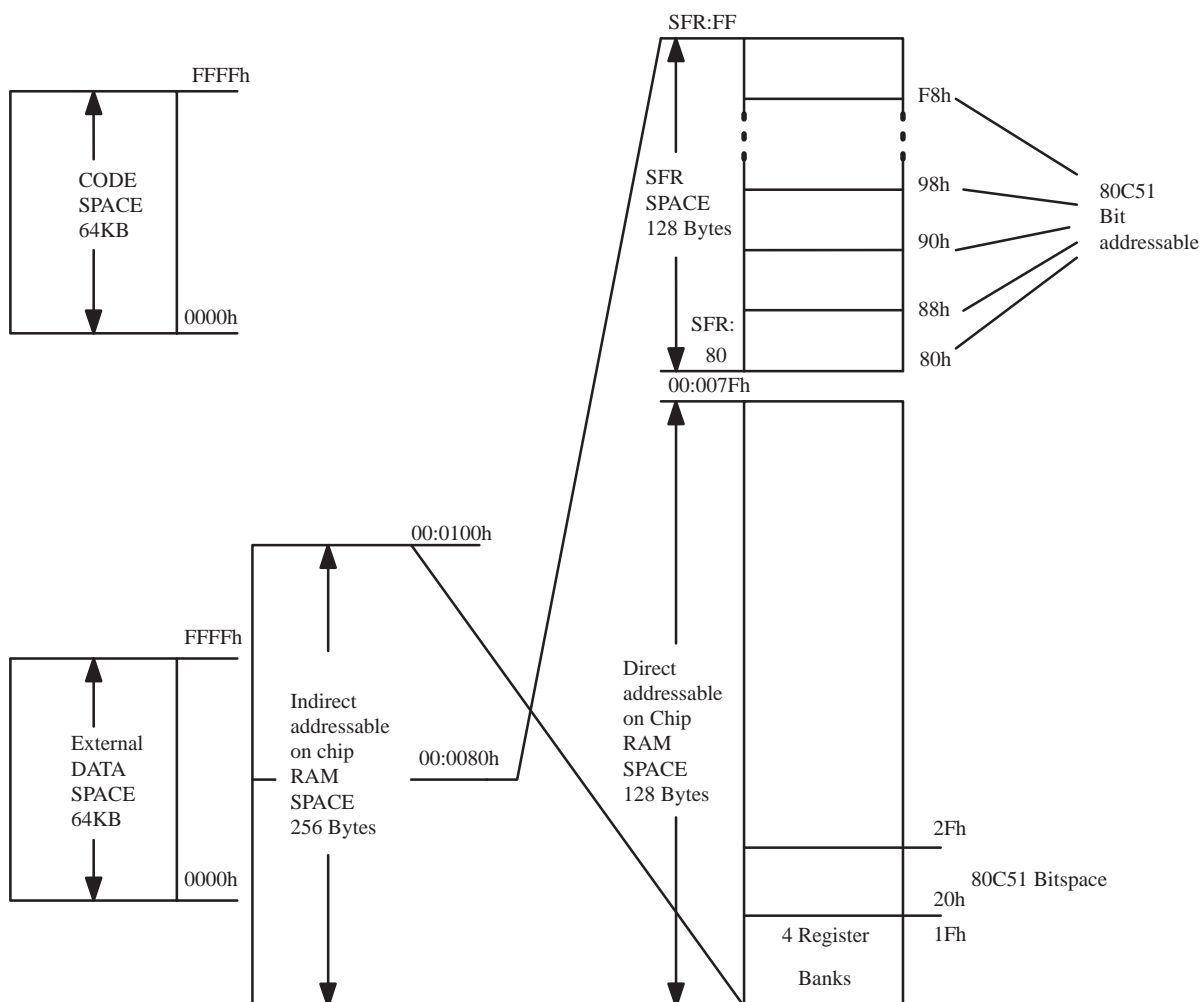 FFFFh
CODE
SPACE
64KB
0000h
SFR:FF
SFR
SPACE
128 Bytes
SFR:
80
F8h
98h
90h
88h
80h
80C51
Bit
addressable
00:007Fh
Direct
addressable
on Chip
RAM
SPACE
128 Bytes
00:0100h
Indirect
addressable
on chip
RAM
SPACE
256 Bytes
00:0080h
FFFFh
External
DATA
SPACE
64KB
0000h
2Fh
80C51 Bitspace
20h
1Fh
4 Register
Banks